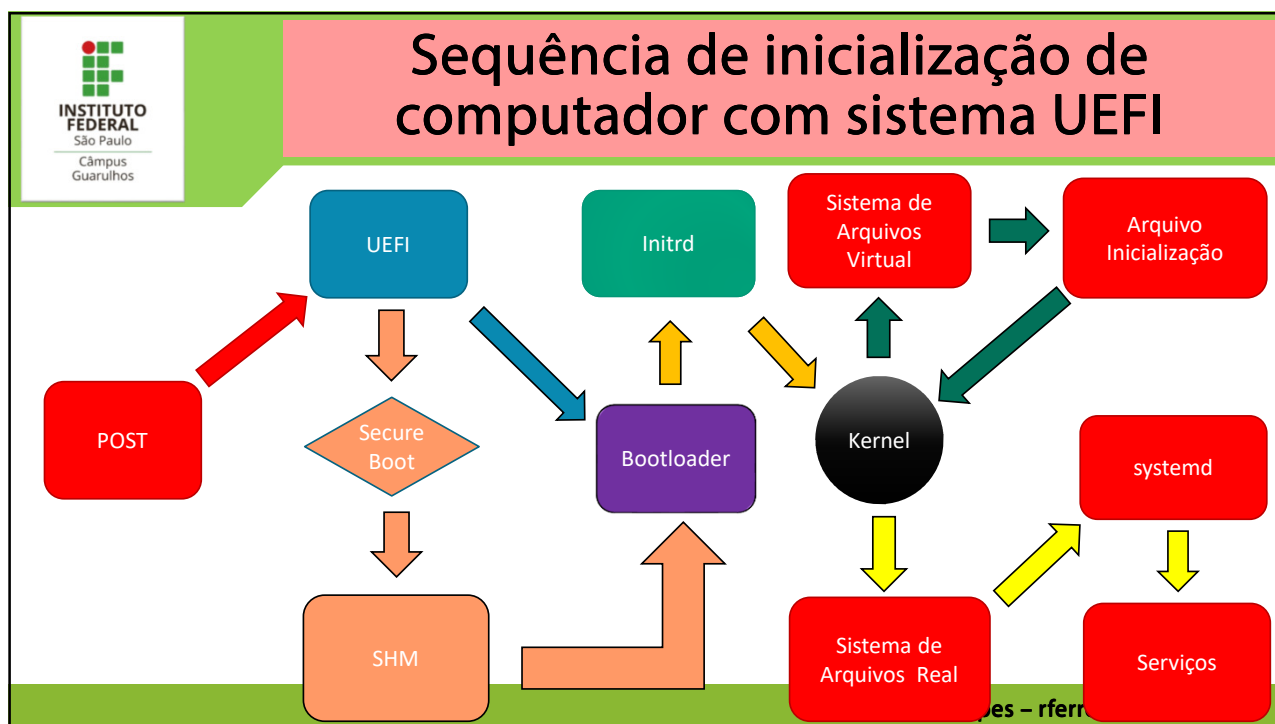 INSTITUTO
FEDERAL
São Paulo
Câmpus
Guarulhos
Sequência de inicialização de
computador com sistema UEFI
UEFI
Initrd
Sistema de
Arquivos
Virtual
Arquivo
Inicialização
POST
Secure
Boot
Bootloader
Kernel
systemd
SHM
Sistema de
Arquivos Real
Serviços